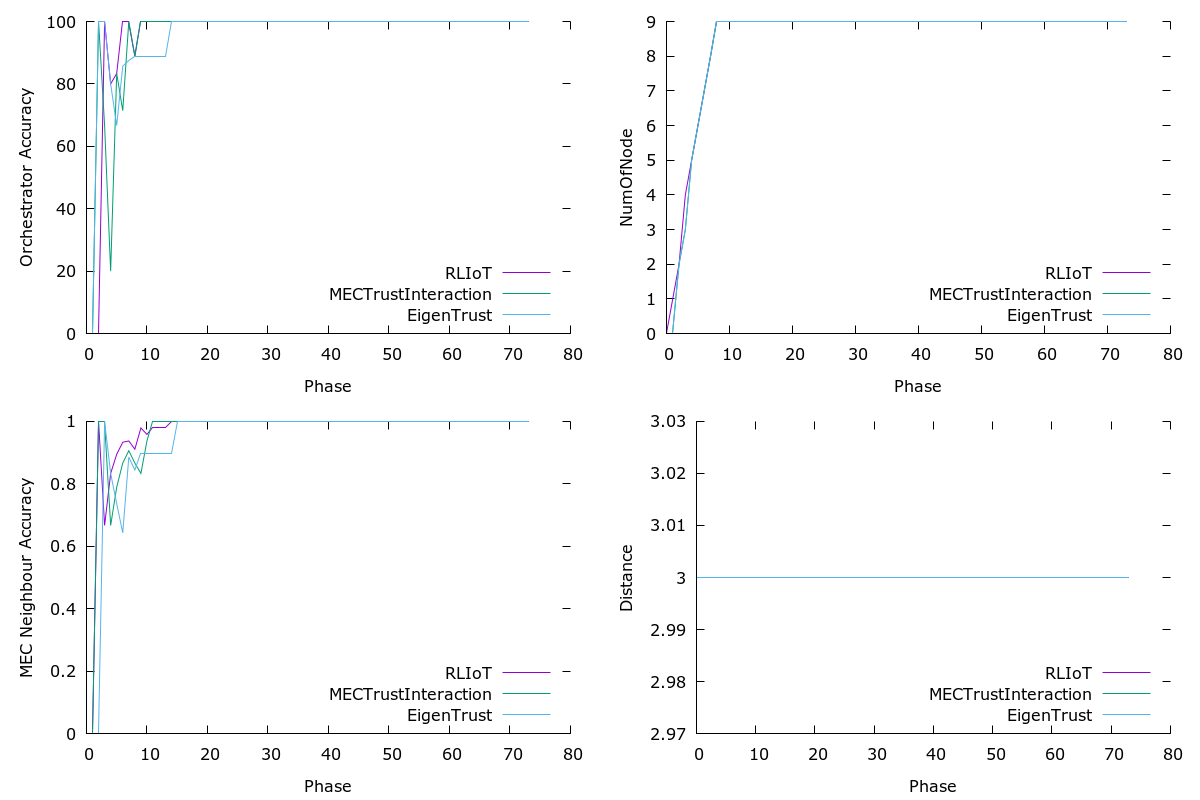 Orchestrator Accuracy
100
80
60
40
20
0
RLIoT
MECTrustInteraction
EigenTrust
0 10 20 30 40 50 60 70 80
Phase
NumOfNode
9
8
7
6
5
4
3
2
1
0
RLIoT
MECTrustInteraction
EigenTrust
0 10 20 30 40 50 60 70 80
Phase
MEC Neighbour Accuracy
1
0.8
0.6
0.4
0.2
0
RLIoT
MECTrustInteraction
EigenTrust
0 10 20 30 40 50 60 70 80
Phase
Distance
3.03
3.02
3.01
3
2.99
2.98
2.97
RLIoT
MECTrustInteraction
EigenTrust
0 10 20 30 40 50 60 70 80
Phase